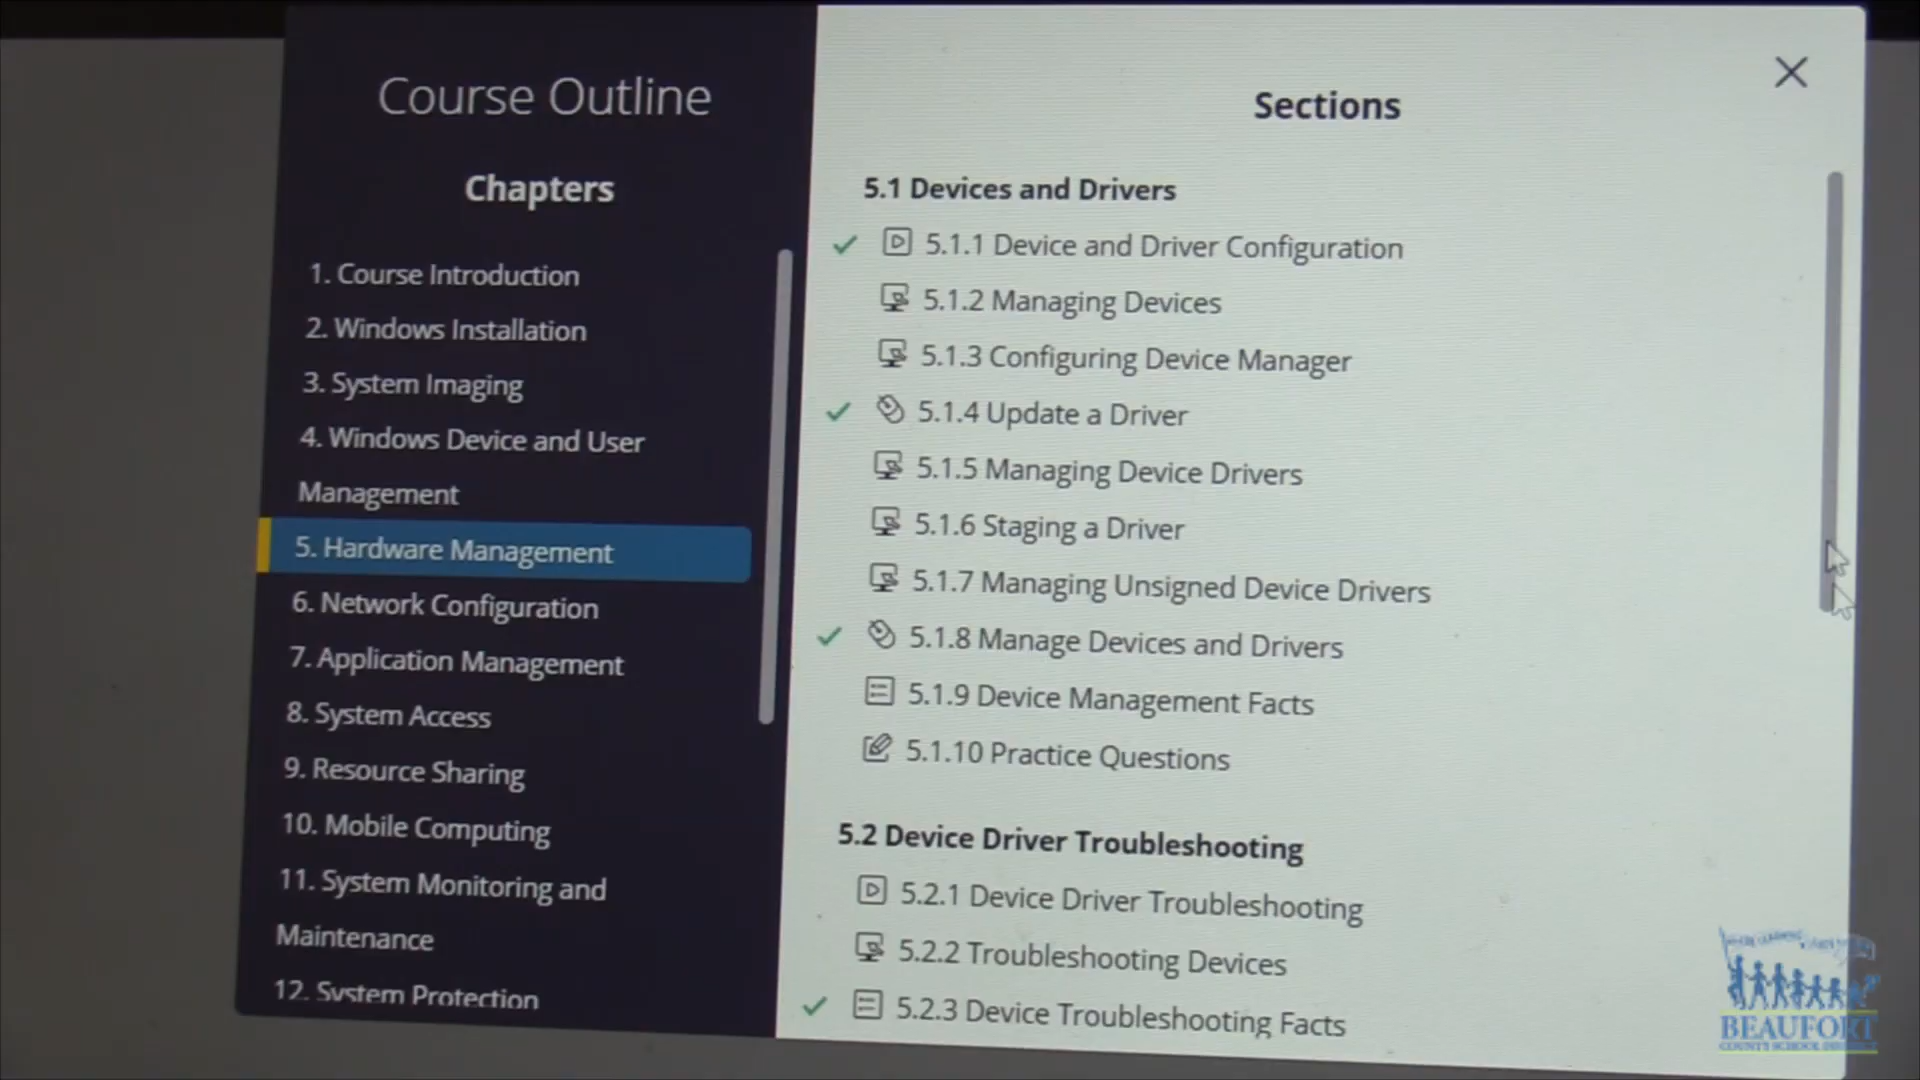 Course Outline
Chapters
1. Course Introduction
2. Windows Installation
3. System Imaging
4. Windows Device and User
Management
5. Hardware Management
6. Network Configuration
7. Application Management
8. System Access
9. Resource Sharing
10. Mobile Computing
11. System Monitoring and
Maintenance
12. System Protection
Sections
5.1 Devices and Drivers
5.1.1 Device and Driver Configuration
5.1.2 Managing Devices
5.1.3 Configuring Device Manager
5.1.4 Update a Driver
5.1.5 Managing Device Drivers
5.1.6 Staging a Driver
5.1.7 Managing Unsigned Device Drivers
5.1.8 Manage Devices and Drivers
5.1.9 Device Management Facts
5.1.10 Practice Questions
5.2 Device Driver Troubleshooting
5.2.1 Device Driver Troubleshooting
5.2.2 Troubleshooting Devices
5.2.3 Device Troubleshooting Facts
BEAUFORT
COUNTY SCHOOL DISTRICT